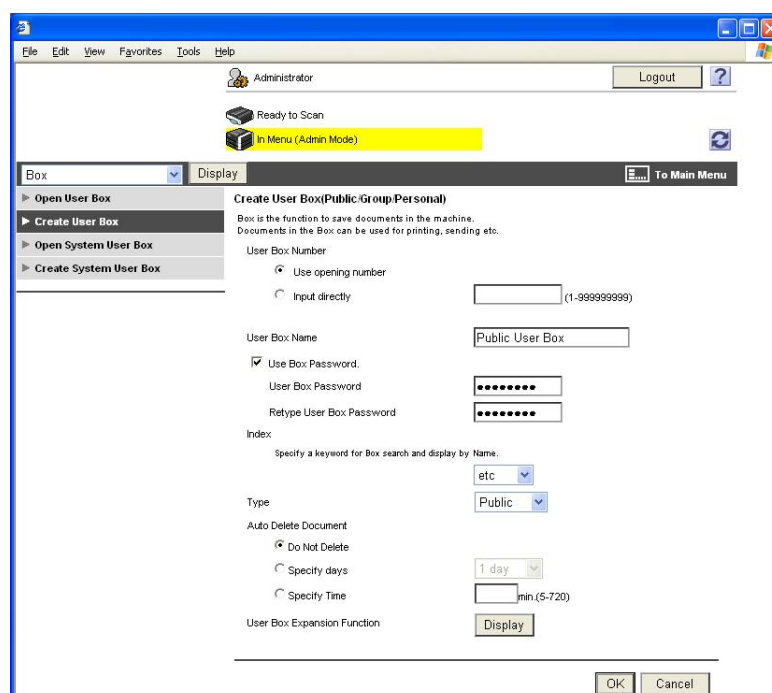 File Edit View Favorites Tools Help
Administrator
Logout
?
Ready to Scan
In Menu (Admin Mode)
Box
Display
To Main Menu
Open User Box
Create User Box
Open System User Box
Create System User Box
Create User Box(Public/Group/Personal)
Box is the function to save documents in the machine.
Documents in the Box can be used for printing, sending etc.
User Box Number
Use opening number
Input directly (1-999999999)
User Box Name Public User Box
Use Box Password.
User Box Password ●●●●●●●●
Retype User Box Password ●●●●●●●●
Index
Specify a keyword for Box search and display by Name.
etc
Type Public
Auto Delete Document
Do Not Delete
Specify days 1 day
Specify Time min.(5-720)
User Box Expansion Function Display
OK Cancel